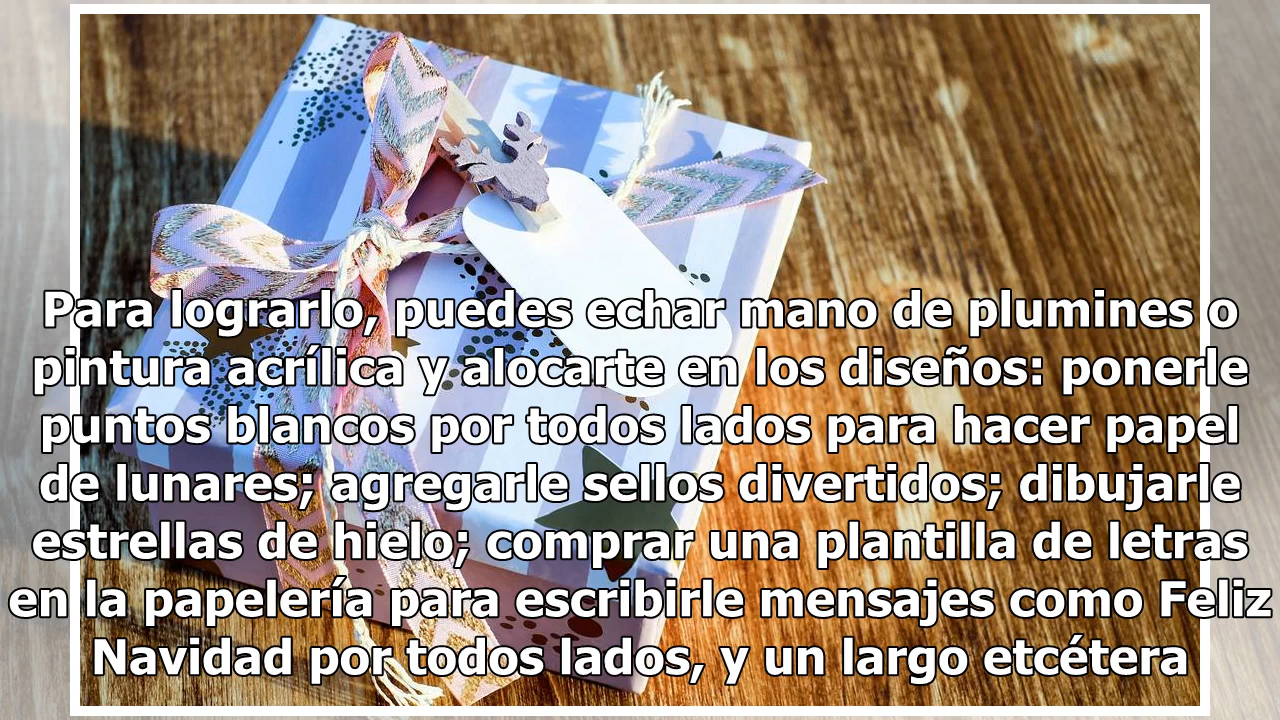 Para lograrlo, puedes echar mano de plumines o
pintura acrílica y alocarte en los diseños: ponerle
puntos blancos por todos lados para hacer papel
de lunares; agregarle sellos divertidos; dibujarle
estrellas de hielo; comprar una plantilla de letras
en la papelería para escribirle mensajes como Feliz
Navidad por todos lados, y un largo etcétera